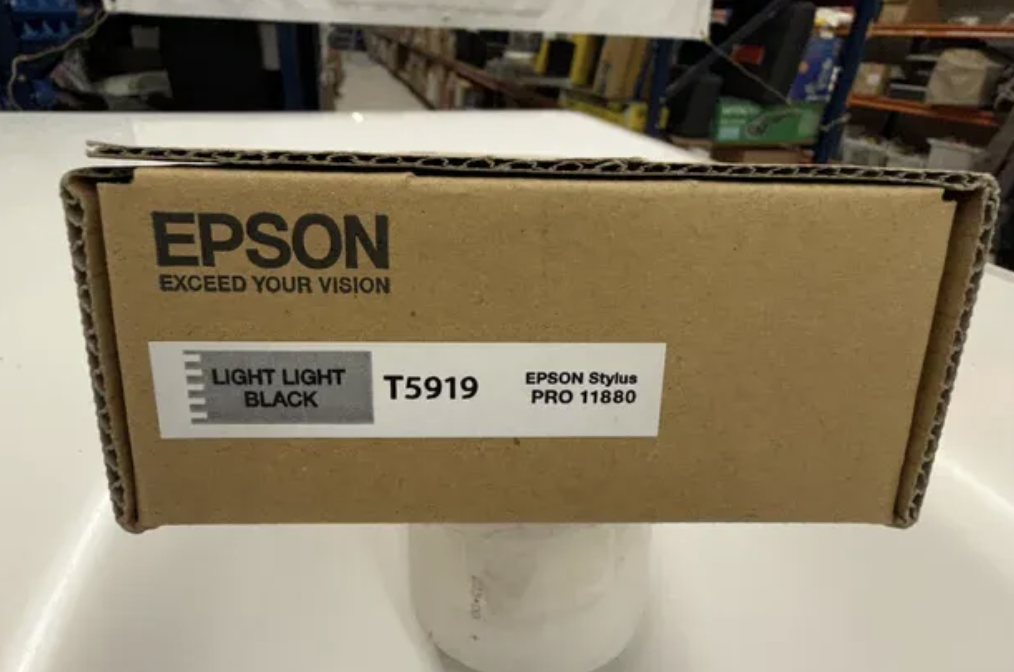 EPSON
EXCEED YOUR VISION
LIGHT LIGHT
BLACK
T5919
EPSON Stylus
PRO 11880